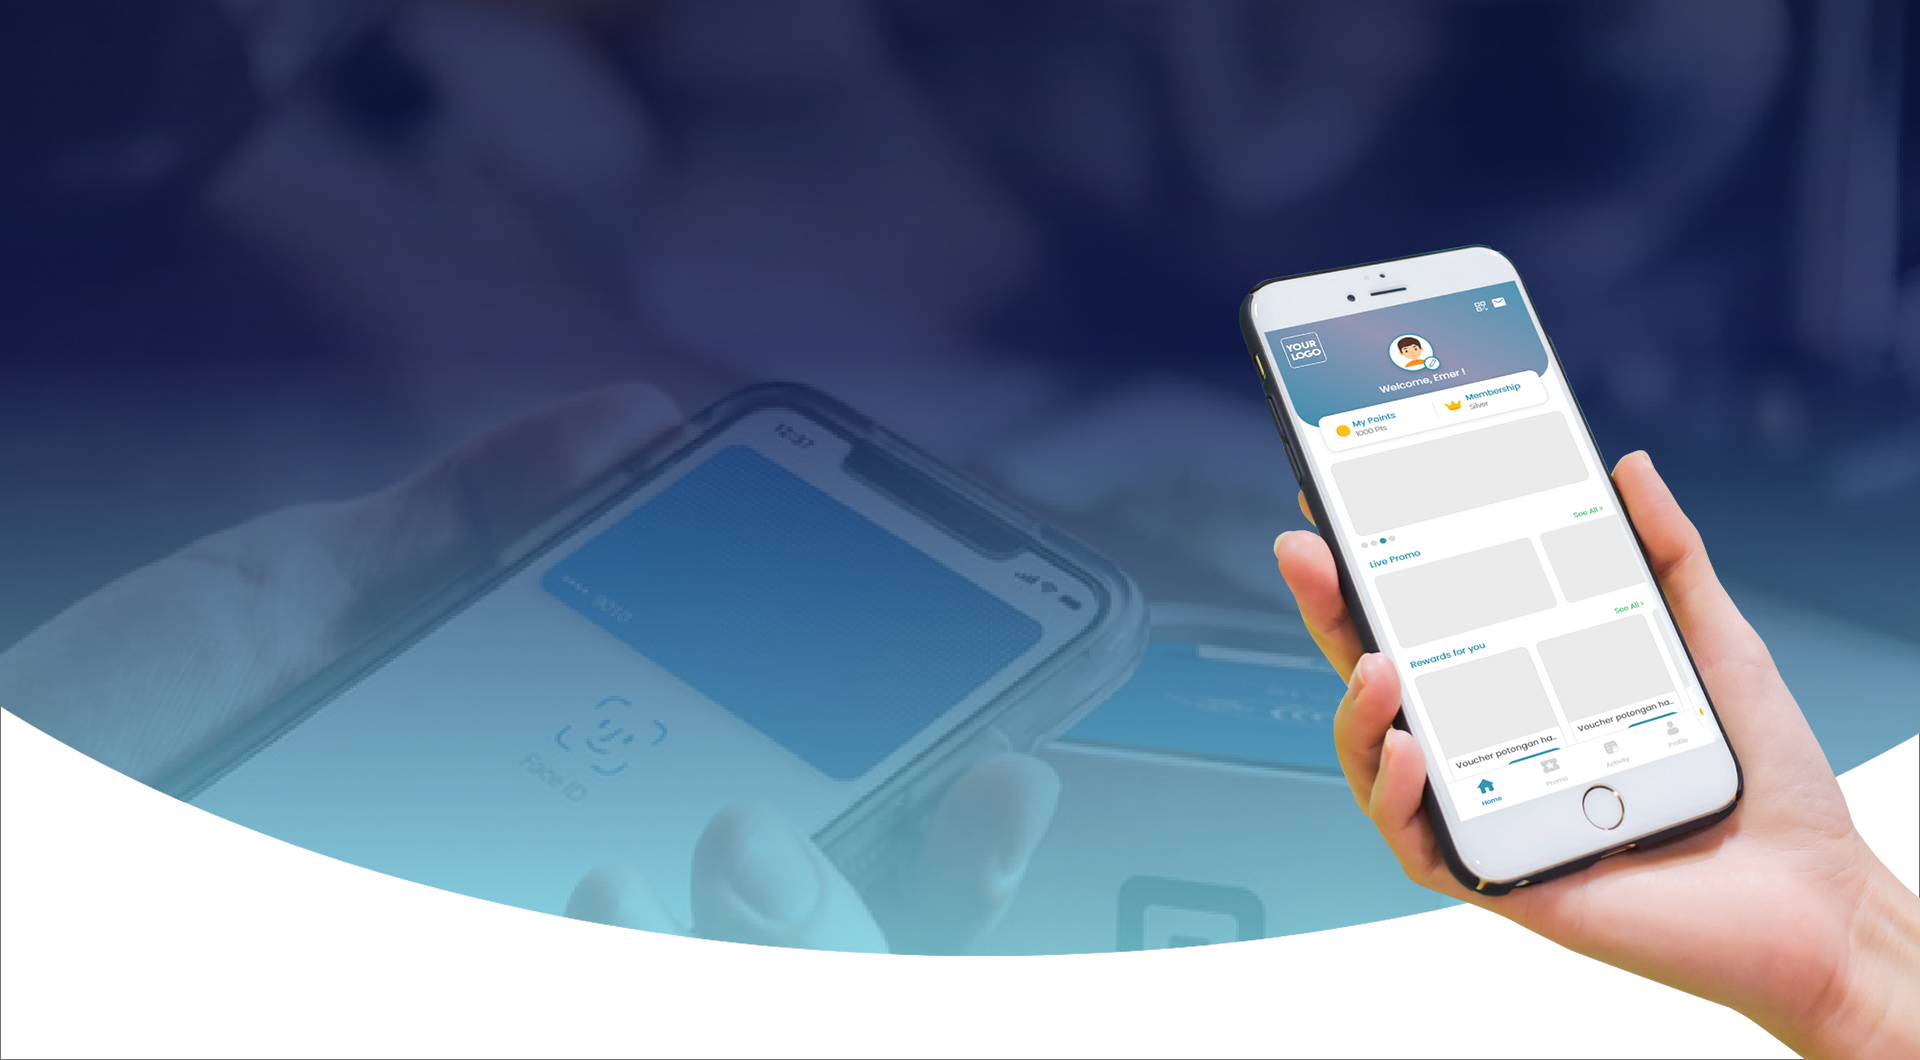 12:37
9010
Face ID
YOUR
LOGO
Welcome, Emer !
My Points
1000 Pts
Membership
Silver
See All >
Live Promo
See All >
Rewards for you
Voucher potongan ha..
Voucher potongan ha..
Home
Promo
Activity
Profile